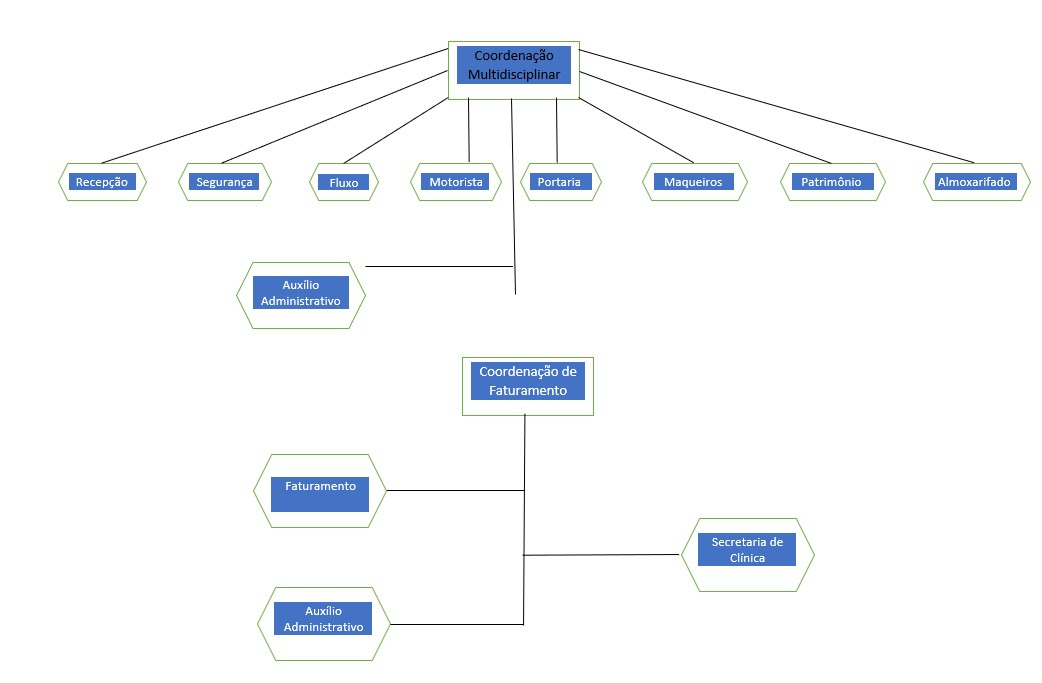 Coordenação
Multidisciplinar
Recepção
Segurança
Fluxo
Motorista
Portaria
Maqueiros
Patrimônio
Almoxarifado
Auxílio
Administrativo
Coordenação de
Faturamento
Faturamento
Secretaria de
Clínica
Auxílio
Administrativo